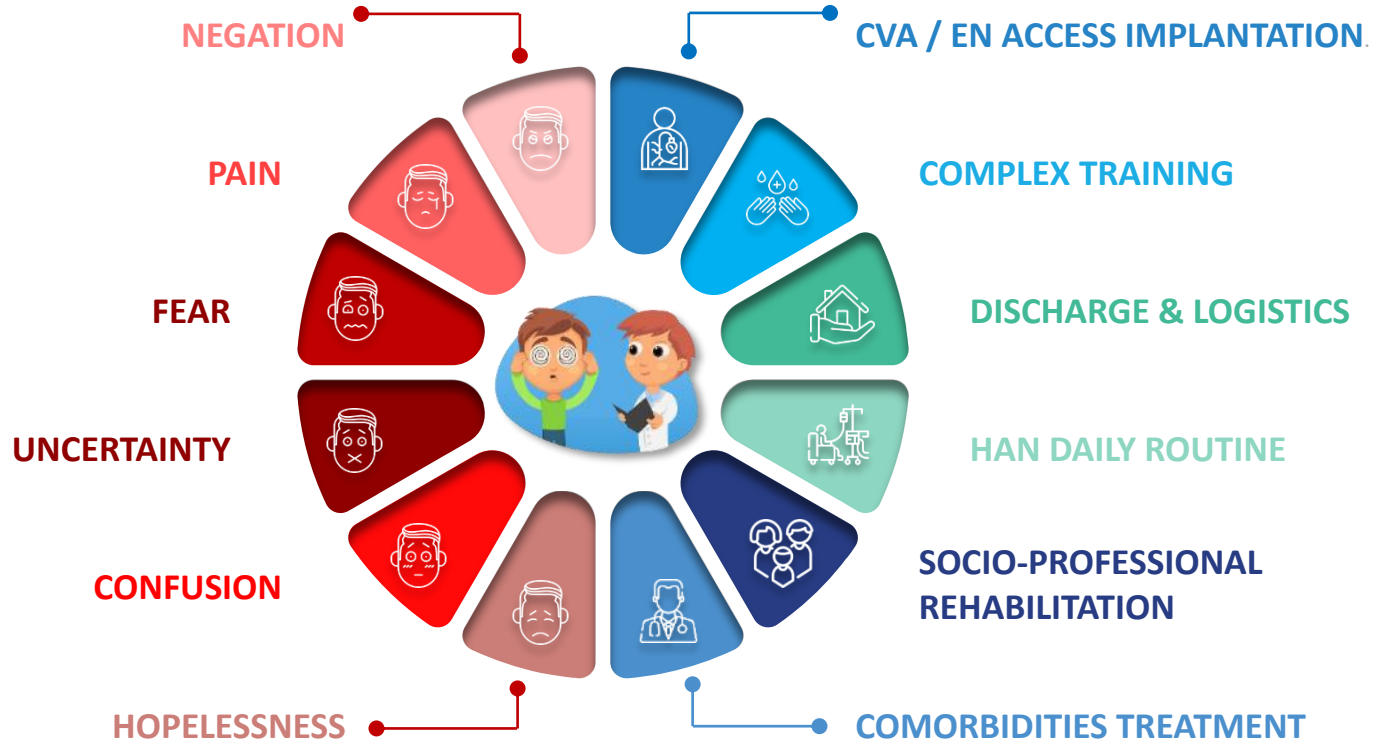 NEGATION
CVA / EN ACCESS IMPLANTATION.
PAIN
COMPLEX TRAINING
FEAR
DISCHARGE & LOGISTICS
UNCERTAINTY
HAN DAILY ROUTINE
CONFUSION
SOCIO-PROFESSIONAL
REHABILITATION
HOPELESSNESS
COMORBIDITIES TREATMENT